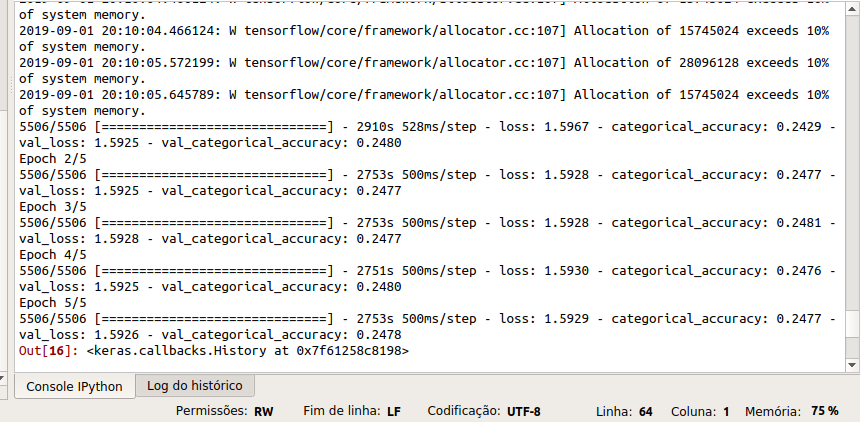 of system memory.
2019-09-01 20:10:04.466124: W tensorflow/core/framework/allocator.cc:107] Allocation of 15745024 exceeds 10%
of system memory.
2019-09-01 20:10:05.572199: W tensorflow/core/framework/allocator.cc:107] Allocation of 28096128 exceeds 10%
of system memory.
2019-09-01 20:10:05.645789: W tensorflow/core/framework/allocator.cc:107] Allocation of 15745024 exceeds 10%
of system memory.
5506/5506 [==============================] - 2910s 528ms/step - loss: 1.5967 - categorical_accuracy: 0.2429 -
val_loss: 1.5925 - val_categorical_accuracy: 0.2480
Epoch 2/5
5506/5506 [==============================] - 2753s 500ms/step - loss: 1.5928 - categorical_accuracy: 0.2477 -
val_loss: 1.5925 - val_categorical_accuracy: 0.2477
Epoch 3/5
5506/5506 [==============================] - 2753s 500ms/step - loss: 1.5928 - categorical_accuracy: 0.2481 -
val_loss: 1.5928 - val_categorical_accuracy: 0.2477
Epoch 4/5
5506/5506 [==============================] - 2751s 500ms/step - loss: 1.5930 - categorical_accuracy: 0.2476 -
val_loss: 1.5925 - val_categorical_accuracy: 0.2480
Epoch 5/5
5506/5506 [==============================] - 2753s 500ms/step - loss: 1.5929 - categorical_accuracy: 0.2477 -
val_loss: 1.5926 - val_categorical_accuracy: 0.2478
Out[16]: <keras.callbacks.History at 0x7f61258c8198>
Console IPython Log do histórico
Permissões: RW Fim de linha: LF Codificação: UTF-8 Linha: 64 Coluna: 1 Memória: 75 %